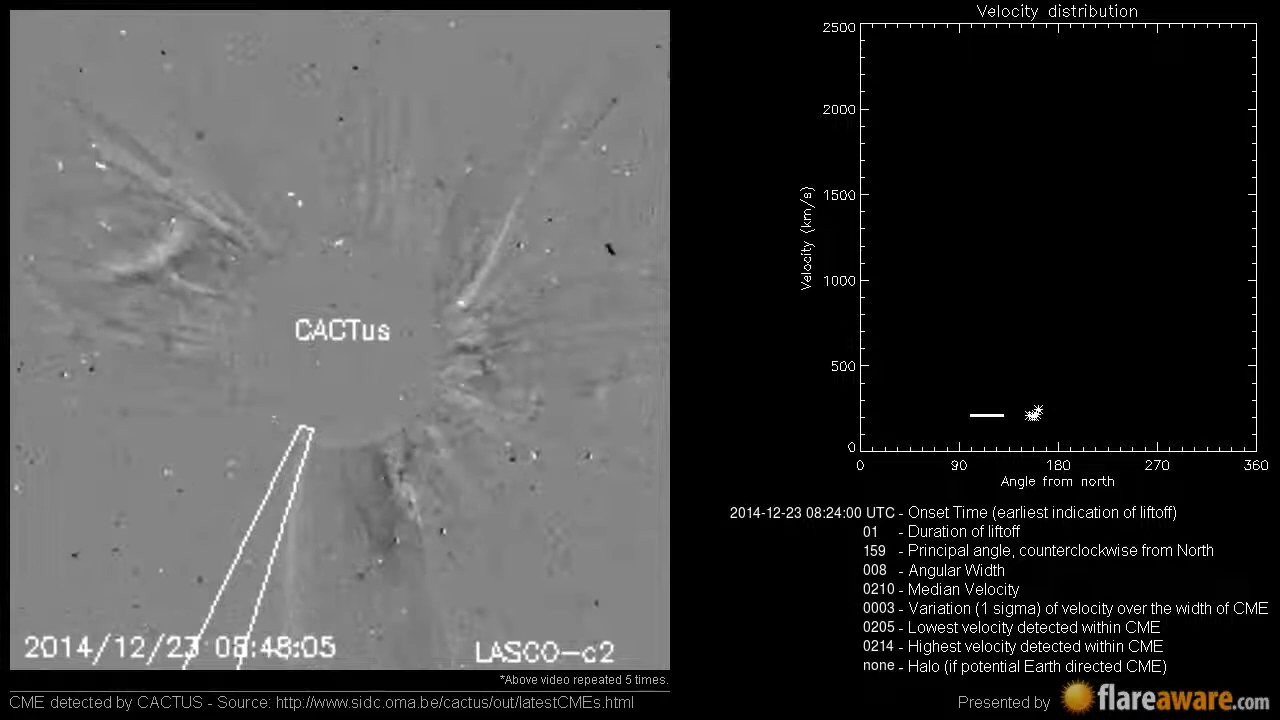 Velocity distribution
2500
2000
1500
1000
500
0
Velocity (km/s)
0 90 180 270 360
Angle from north
CACTus
2014/12/23 08:48:05
LASCO-c2
*Above video repeated 5 times.
CME detected by CACTUS - Source: http://www.sidc.oma.be/cactus/out/latestCMEs.html
2014-12-23 08:24:00 UTC - Onset Time (earliest indication of liftoff)
01 - Duration of liftoff
159 - Principal angle, counterclockwise from North
008 - Angular Width
0210 - Median Velocity
0003 - Variation (1 sigma) of velocity over the width of CME
0205 - Lowest velocity detected within CME
0214 - Highest velocity detected within CME
none - Halo (if potential Earth directed CME)
Presented by flareaware.com